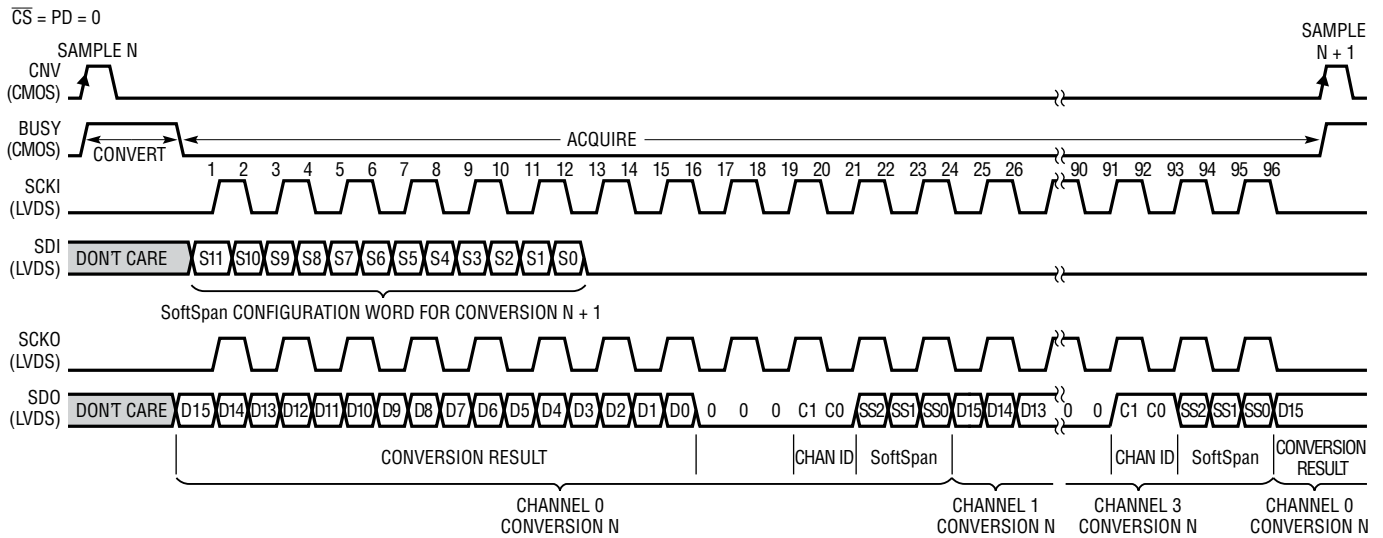 CS = PD = 0
SAMPLE N
SAMPLE
N + 1
CNV
(CMOS)
BUSY
(CMOS)
CONVERT
ACQUIRE
1 2 3 4 5 6 7 8 9 10 11 12 13 14 15 16 17 18 19 20 21 22 23 24 25 26 90 91 92 93 94 95 96
SCKI
(LVDS)
SDI
(LVDS)
DON'T CARE S11 S10 S9 S8 S7 S6 S5 S4 S3 S2 S1 S0
SoftSpan CONFIGURATION WORD FOR CONVERSION N + 1
SCKO
(LVDS)
SDO
(LVDS)
DON'T CARE D15 D14 D13 D12 D11 D10 D9 D8 D7 D6 D5 D4 D3 D2 D1 D0 0 0 0 C1 C0 SS2 SS1 SS0 D15 D14 D13 0 0 C1 C0 SS2 SS1 SS0 D15
CONVERSION RESULT
CHAN ID
SoftSpan
CHAN ID
SoftSpan
CONVERSION
RESULT
CHANNEL 0
CONVERSION N
CHANNEL 1
CONVERSION N
CHANNEL 3
CONVERSION N
CHANNEL 0
CONVERSION N